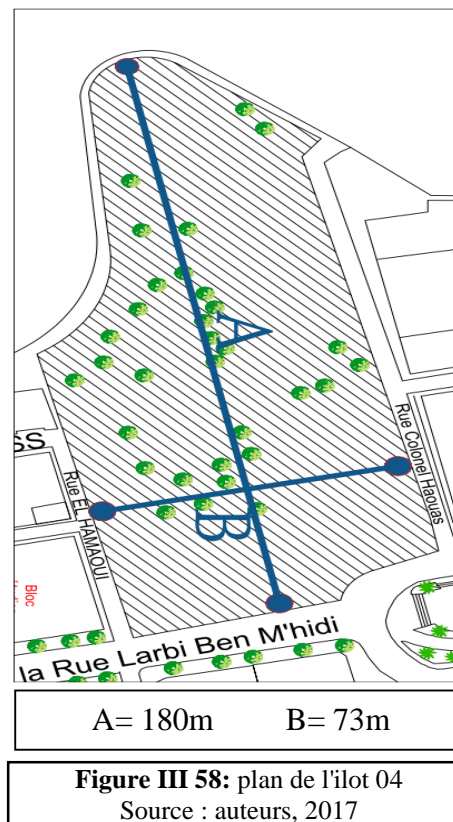 A
Rue Colonel Haouas
SS
Rue EL HAMAOUI
B
Bloc
la Rue Larbi Ben M'hidi
A= 180m B= 73m
Figure III 58: plan de l'ilot 04
Source : auteurs, 2017